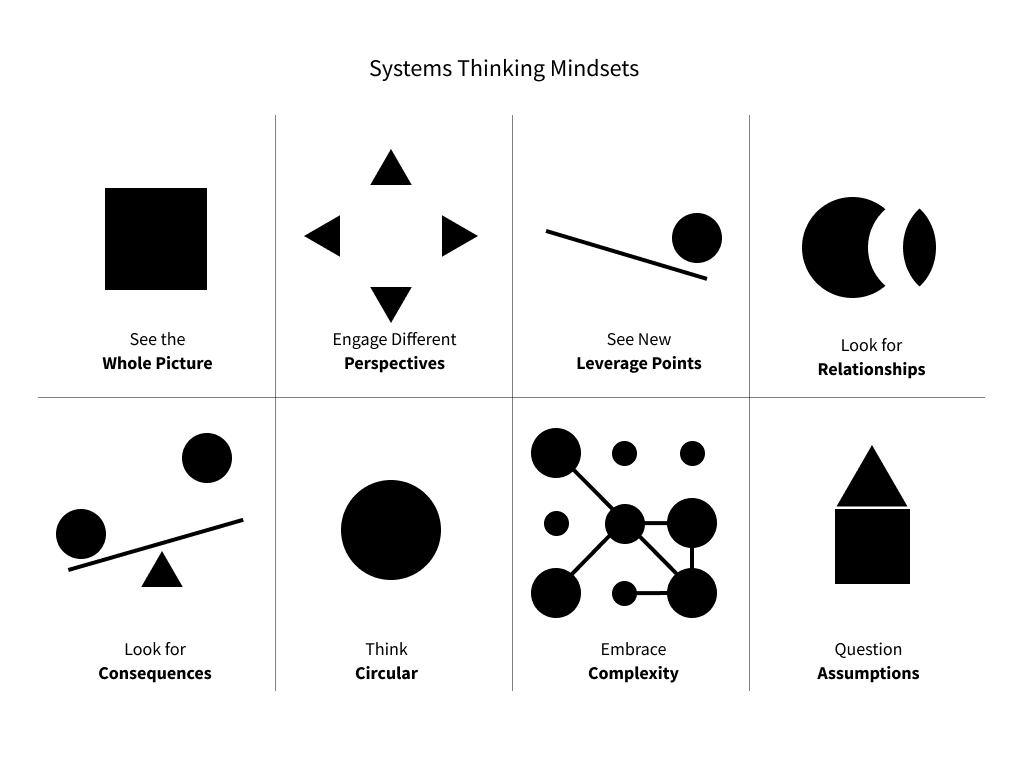 Systems Thinking Mindsets
See the
Whole Picture
Engage Different
Perspectives
See New
Leverage Points
Look for
Relationships
Look for
Consequences
Think
Circular
Embrace
Complexity
Question
Assumptions